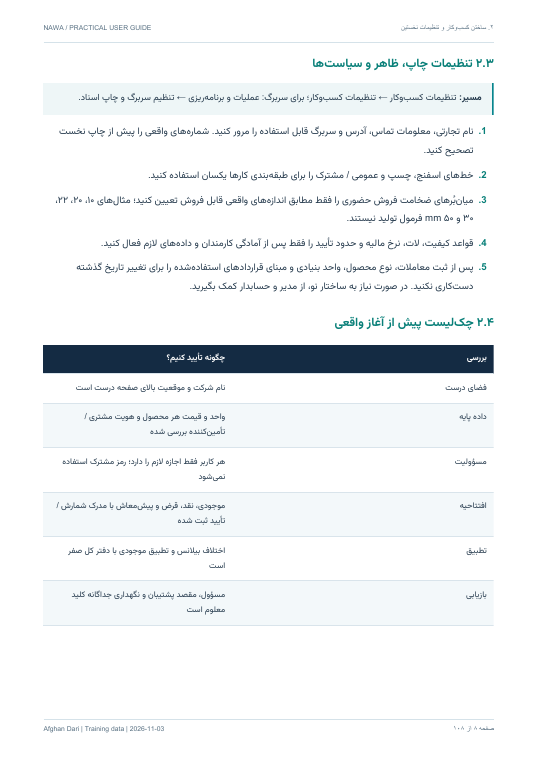 ۲. ساختن کسب‌وکار و تنظیمات نخستین
NAWA / PRACTICAL USER GUIDE
۲.۳ تنظیمات چاپ، ظاهر و سیاست‌ها
مسیر: تنظیمات کسب‌وکار ← تنظیمات کسب‌وکار؛ برای سربرگ: عملیات و برنامه‌ریزی ← تنظیم سربرگ و چاپ اسناد.
1. نام تجارتی، معلومات تماس، آدرس و سربرگ قابل استفاده را مرور کنید. شماره‌های واقعی را پیش از چاپ نخست
تصحیح کنید.
2. خط‌های اسفنج، چسپ و عمومی / مشترک را برای طبقه‌بندی کارها یکسان استفاده کنید.
3. میان‌بُرهای ضخامت فروش حضوری را فقط مطابق اندازه‌های واقعی قابل فروش تعیین کنید؛ مثال‌های ۱۰، ۲۰، ۲۲،
۳۰ و ۵۰ mm فرمول تولید نیستند.
4. قواعد کیفیت، لات، نرخ مالیه و حدود تأیید را فقط پس از آمادگی کارمندان و داده‌های لازم فعال کنید.
5. پس از ثبت معاملات، نوع محصول، واحد بنیادی و مبنای قراردادهای استفاده‌شده را برای تغییر تاریخ گذشته
دست‌کاری نکنید. در صورت نیاز به ساختار نو، از مدیر و حسابدار کمک بگیرید.
۲.۴ چک‌لیست پیش از آغاز واقعی
بررسی
چگونه تأیید کنیم؟
فضای درست
نام شرکت و موقعیت بالای صفحه درست است
داده پایه
واحد و قیمت هر محصول و هویت مشتری /
تأمین‌کننده بررسی شده
مسؤولیت
هر کاربر فقط اجازه لازم را دارد؛ رمز مشترک استفاده
نمی‌شود
افتتاحیه
موجودی، نقد، قرض و پیش‌معاش با مدرک شمارش /
تأیید ثبت شده
تطبیق
اختلاف بیلانس و تطبیق موجودی با دفتر کل صفر
است
بازیابی
مسؤول، مقصد پشتیبان و نگهداری جداگانه کلید
معلوم است
صفحه ۸ از ۱۰۸
Afghan Dari | Training data | 2026-11-03